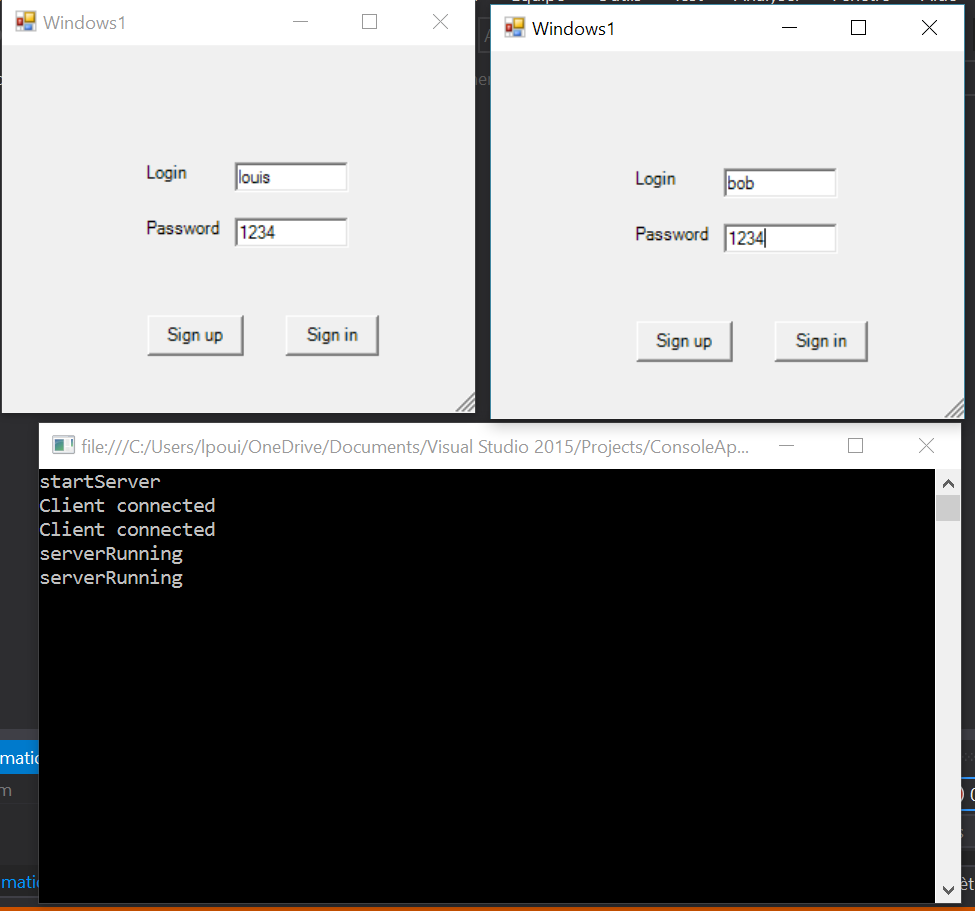 Windows1
Login louis
Password 1234
Sign up Sign in
Windows1
Login bob
Password 1234
Sign up Sign in
file:///C:/Users/lpoui/OneDrive/Documents/Visual Studio 2015/Projects/ConsoleAp...
startServer
Client connected
Client connected
serverRunning
serverRunning